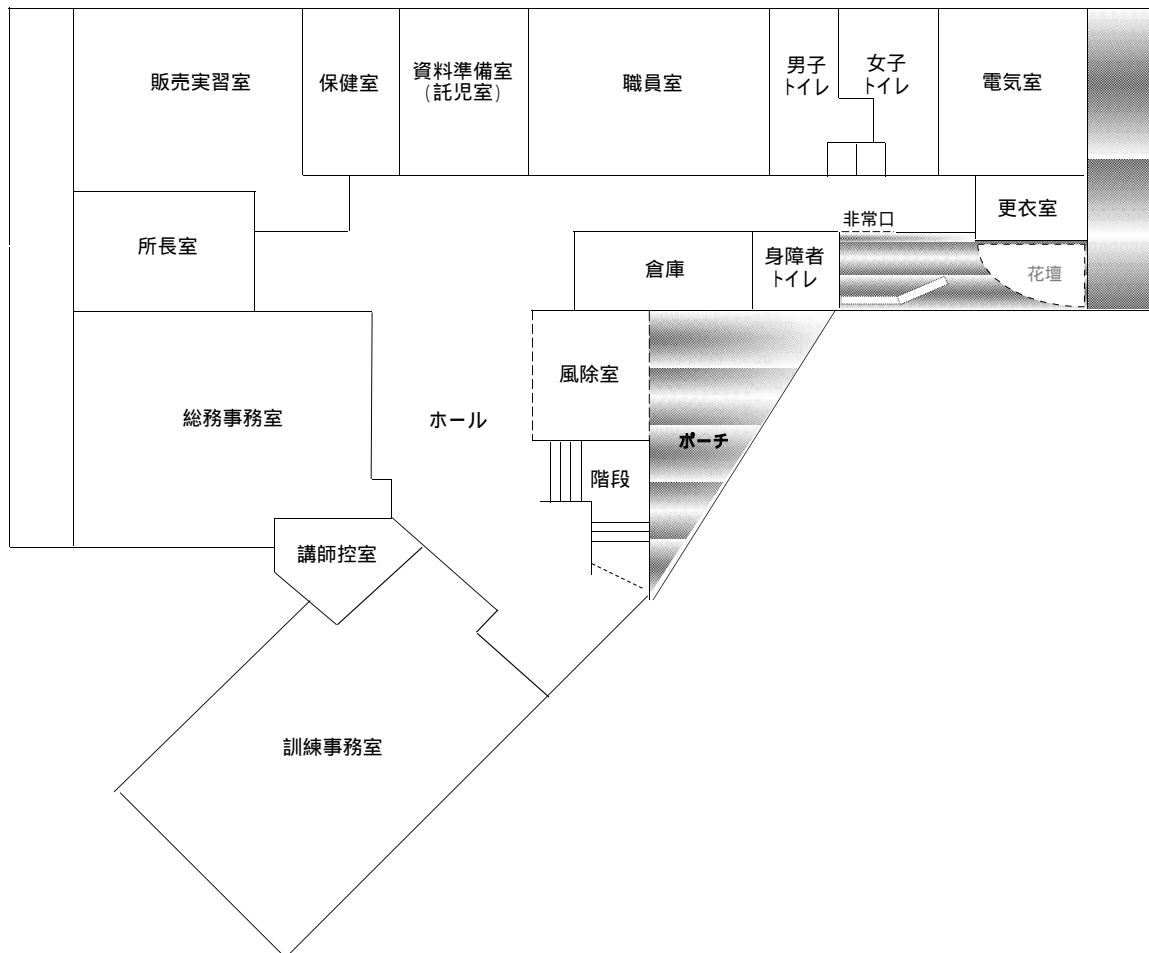 販売実習室
保健室
資料準備室
(託児室)
職員室
男子
トイレ
女子
トイレ
電気室
所長室
更衣室
非常口
倉庫
身障者
トイレ
花壇
風除室
総務事務室
ホール
ポーチ
階段
講師控室
訓練事務室